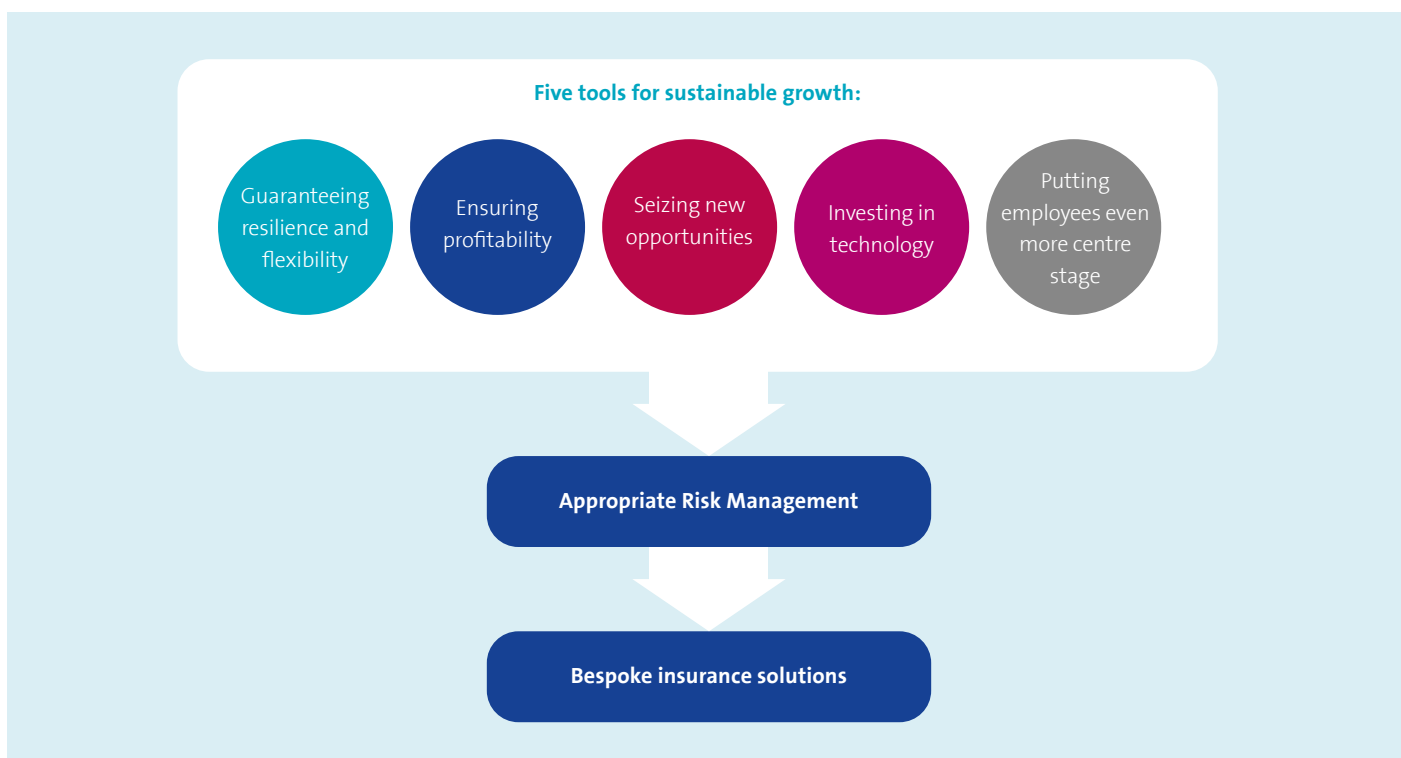 Five tools for sustainable growth:
Guaranteeing
resilience and
flexibility
Ensuring
profitability
Seizing new
opportunities
Investing in
technology
Putting
employees even
more centre
stage
Appropriate Risk Management
Bespoke insurance solutions